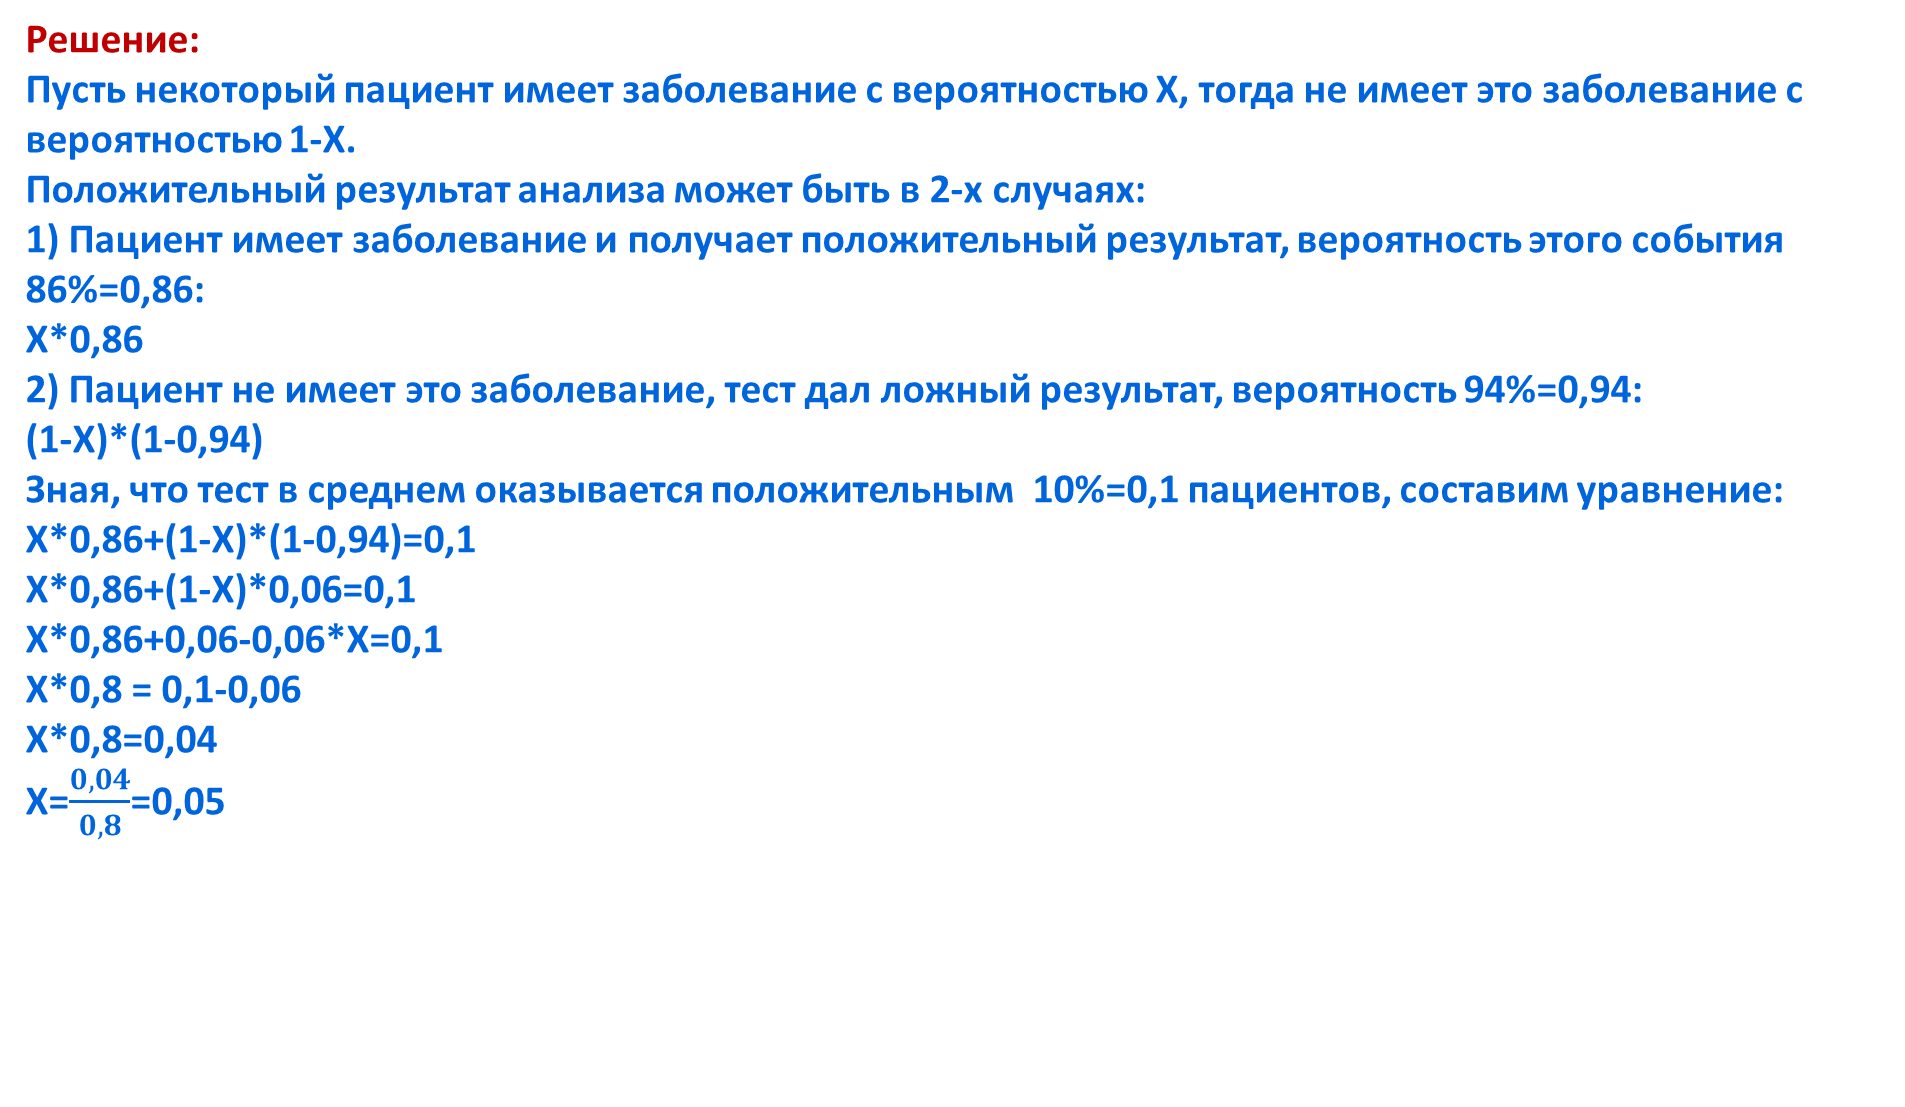 Решение:
Пусть некоторый пациент имеет заболевание с вероятностью Х, тогда не имеет это заболевание с
вероятностью 1-Х.
Положительный результат анализа может быть в 2-х случаях:
1) Пациент имеет заболевание и получает положительный результат, вероятность этого события
86%=0,86:
Х*0,86
2) Пациент не имеет это заболевание, тест дал ложный результат, вероятность 94%=0,94:
(1-Х)*(1-0,94)
Зная, что тест в среднем оказывается положительным  10%=0,1 пациентов, составим уравнение:
Х*0,86+(1-Х)*(1-0,94)=0,1
Х*0,86+(1-Х)*0,06=0,1
Х*0,86+0,06-0,06*Х=0,1
Х*0,8 = 0,1-0,06
Х*0,8=0,04
Х=0,04/0,8=0,05